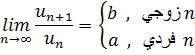 lim_{n→∞} u_{n+1}/u_n = { b , n زوجي
a , n فردي